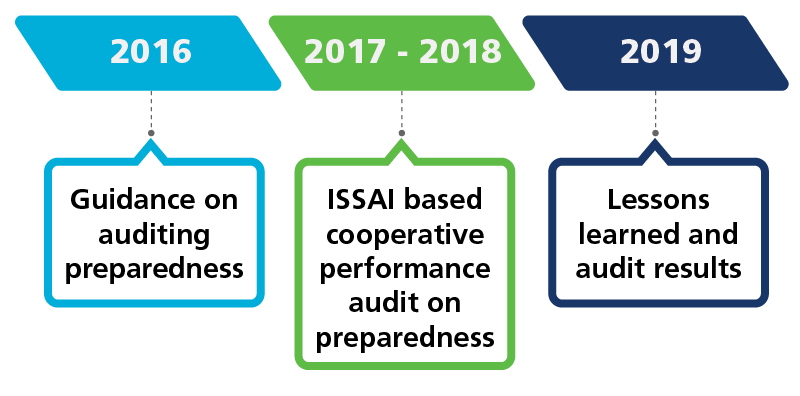 2016
2017 - 2018
2019
Guidance on
auditing
preparedness
ISSAI based
cooperative
performance
audit on
preparedness
Lessons
learned and
audit results